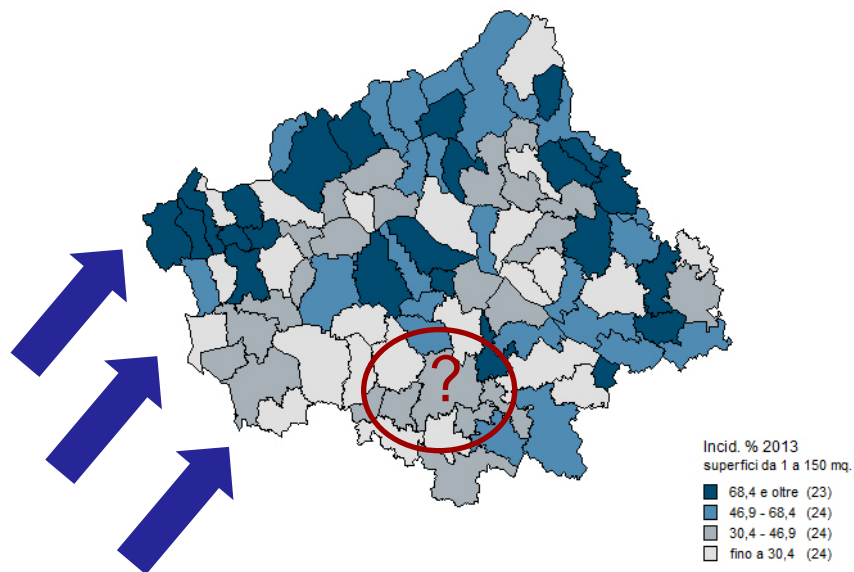 ?
Incid. % 2013
superfici da 1 a 150 mq.
68,4 e oltre (23)
46,9 - 68,4 (24)
30,4 - 46,9 (24)
fino a 30,4 (24)